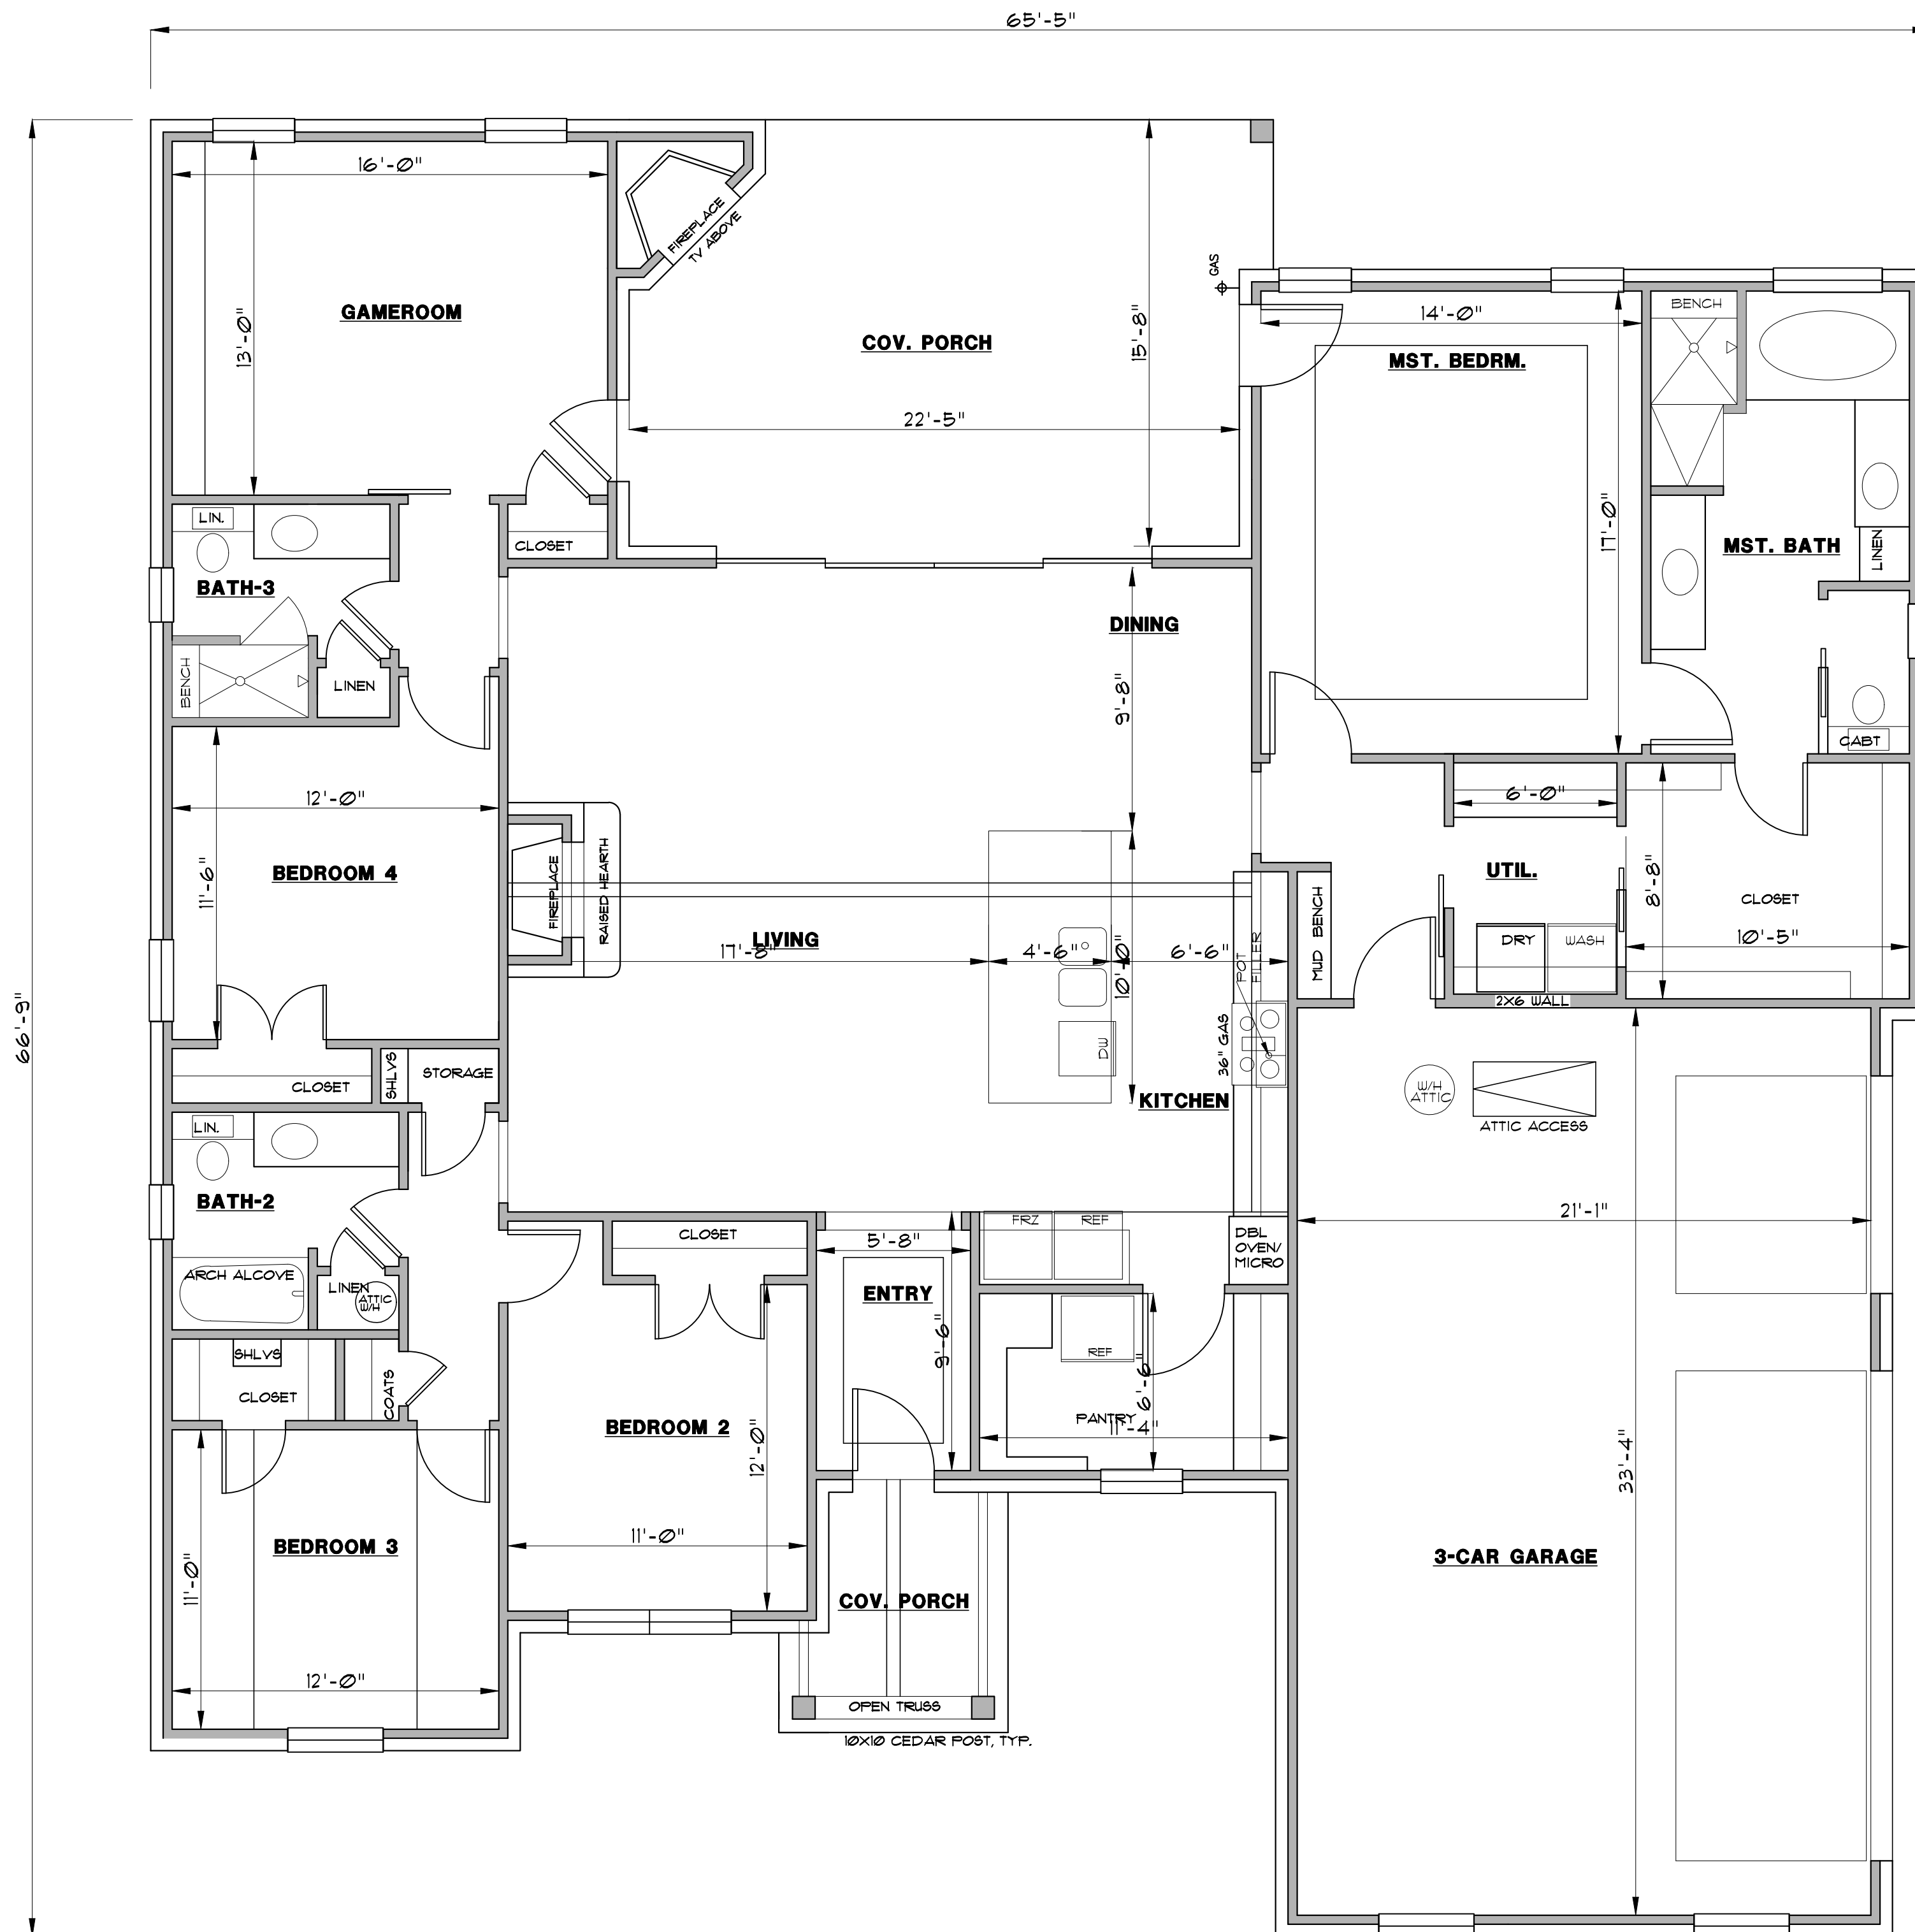 65'-5"
66'-9"
16'-0"
13'-0"
GAMEROOM
FIREPLACE
TV ABOVE
COV. PORCH
15'-8"
22'-5"
GAS
14'-0"
MST. BEDRM.
17'-0"
BENCH
MST. BATH
LINEN
CABT
LIN.
BATH-3
BENCH
LINEN
CLOSET
DINING
9'-8"
12'-0"
11'-6"
BEDROOM 4
FIREPLACE
RAISED HEARTH
LIVING
17'-8"
4'-6"
10'-0"
6'-6"
POT
FILLER
DW
36" GAS
KITCHEN
MUD BENCH
6'-0"
UTIL.
DRY
WASH
2X6 WALL
8'-8"
CLOSET
10'-5"
CLOSET
SHLVS
STORAGE
W/H
ATTIC
ATTIC ACCESS
LIN.
BATH-2
ARCH ALCOVE
LINEN
ATTIC
W/H
SHLVS
CLOSET
COATS
CLOSET
5'-8"
ENTRY
9'-6"
FRZ
REF
DBL
OVEN/
MICRO
REF
6'-6"
PANTRY
11'-4"
21'-1"
33'-4"
3-CAR GARAGE
BEDROOM 2
12'-0"
11'-0"
BEDROOM 3
11'-0"
12'-0"
COV. PORCH
OPEN TRUSS
10X10 CEDAR POST, TYP.